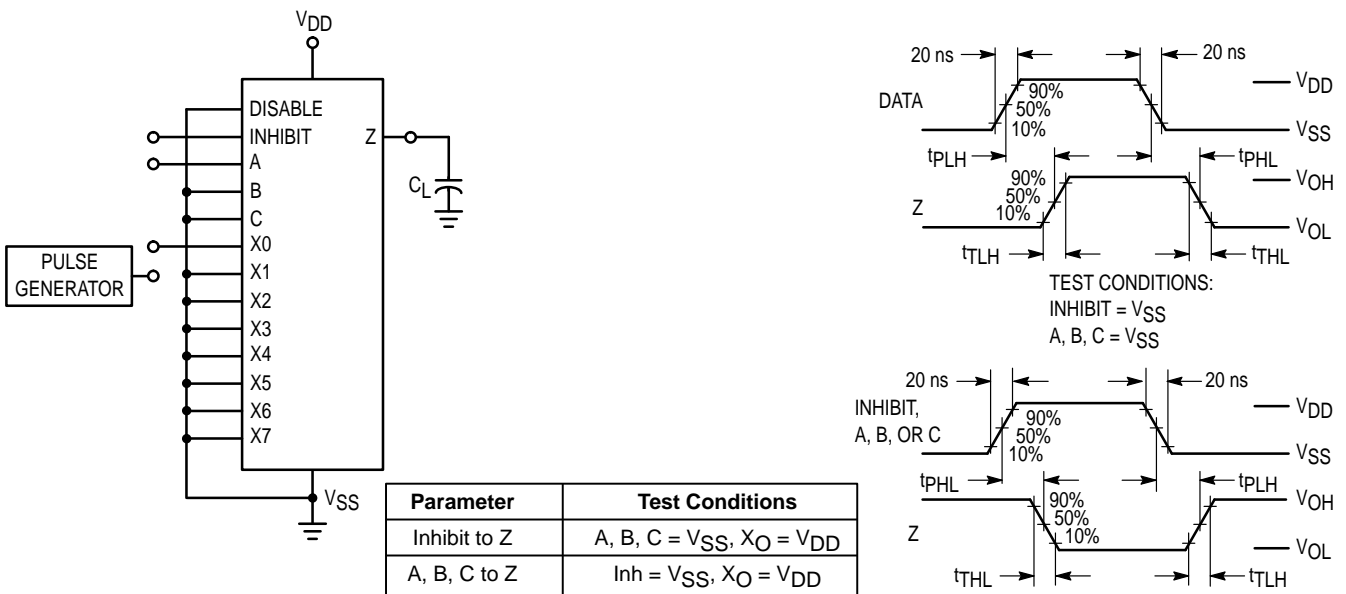 VDD
DISABLE
INHIBIT
A
B
C
X0
X1
X2
X3
X4
X5
X6
X7
Z
CL
PULSE
GENERATOR
VSS
Parameter Test Conditions
Inhibit to Z A, B, C = VSS, XO = VDD
A, B, C to Z Inh = VSS, XO = VDD
20 ns 20 ns
DATA
90%
50%
10%
VDD
VSS
tPLH tPHL
Z
90%
50%
10%
VOH
VOL
tTLH tTHL
TEST CONDITIONS:
INHIBIT = VSS
A, B, C = VSS
20 ns 20 ns
INHIBIT,
A, B, OR C
90%
50%
10%
VDD
VSS
tPHL tPLH
Z
90%
50%
10%
VOH
VOL
tTHL tTLH